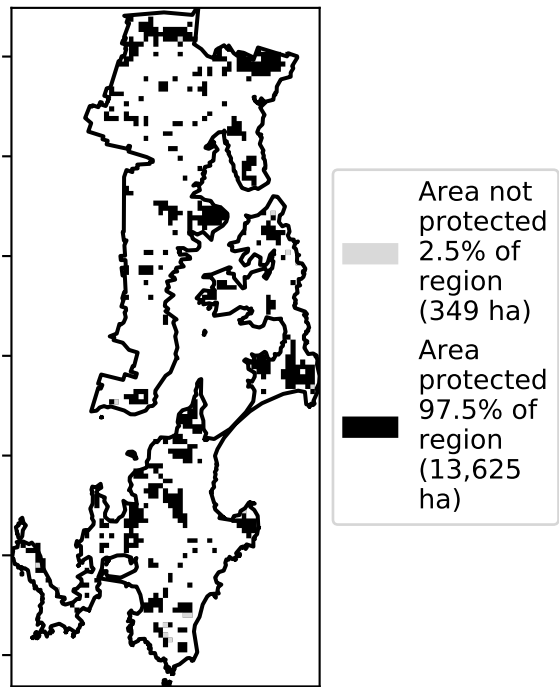 Area not
protected
2.5% of
region
(349 ha)
Area
protected
97.5% of
region
(13,625
ha)